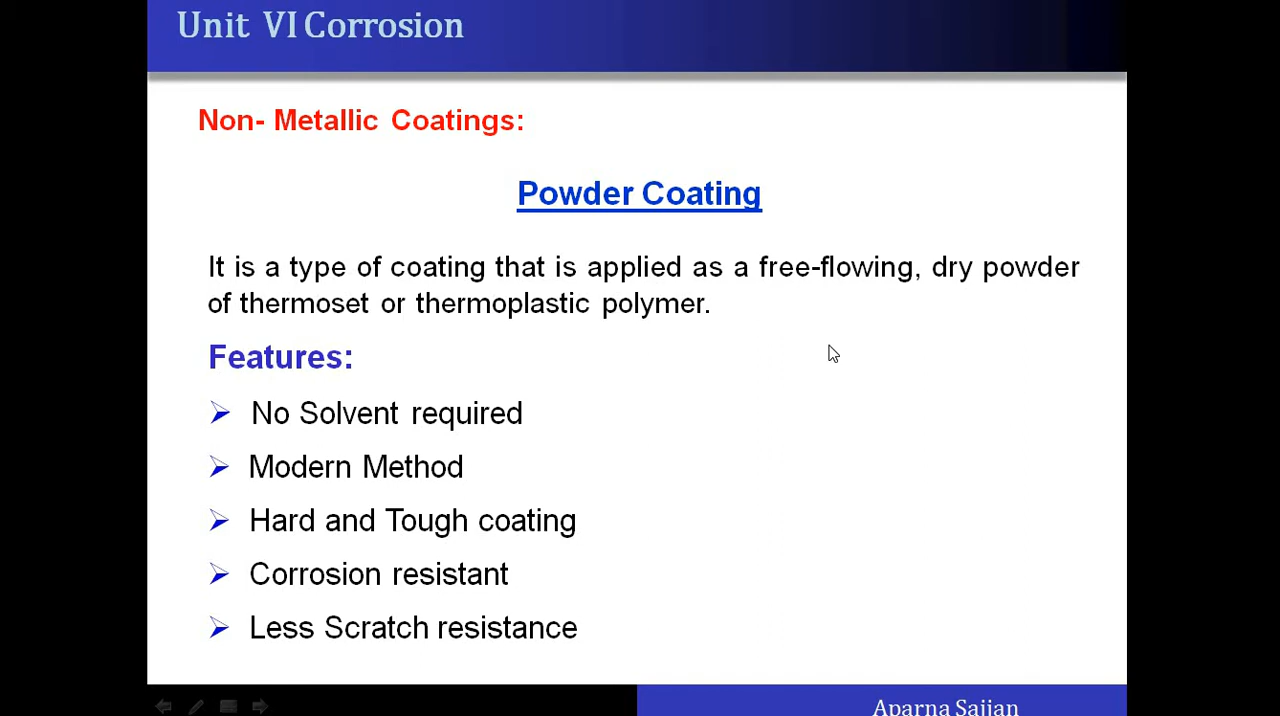 Unit VI Corrosion
Non- Metallic Coatings:
Powder Coating
It is a type of coating that is applied as a free-flowing, dry powder
of thermoset or thermoplastic polymer.
Features:
No Solvent required
Modern Method
Hard and Tough coating
Corrosion resistant
Less Scratch resistance
Aparna Sajjan